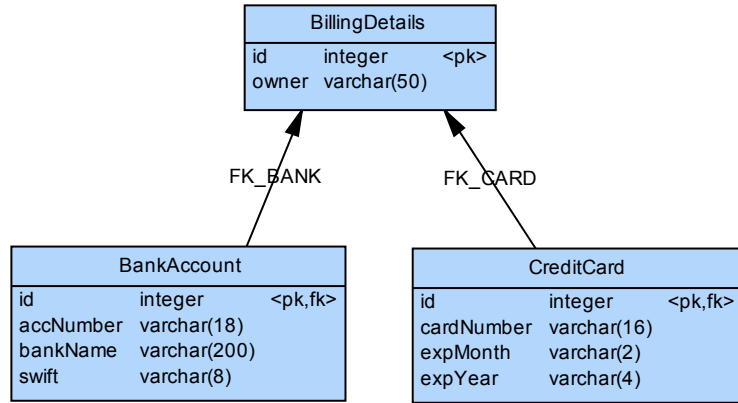 BillingDetails
id integer <pk>
owner varchar(50)
FK_BANK
FK_CARD
BankAccount
id integer <pk,fk>
accNumber varchar(18)
bankName varchar(200)
swift varchar(8)
CreditCard
id integer <pk,fk>
cardNumber varchar(16)
expMonth varchar(2)
expYear varchar(4)